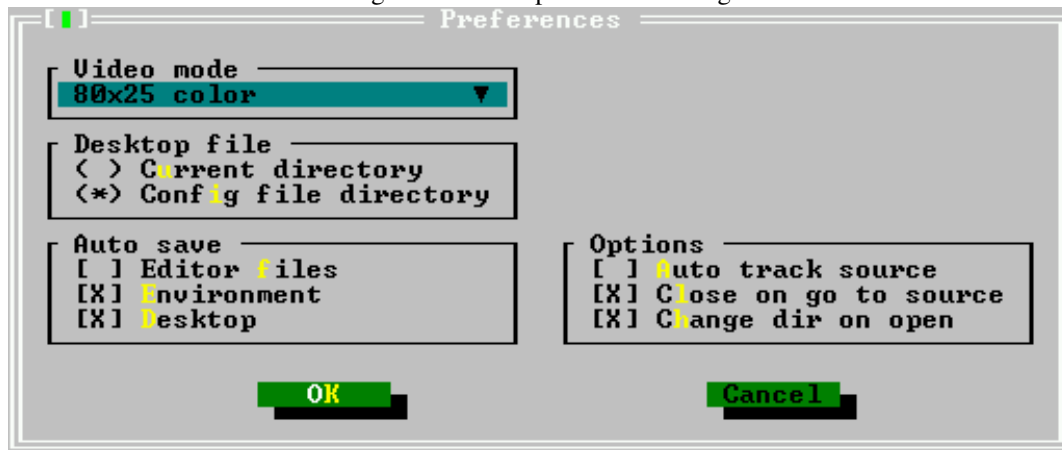 Preferences
Video mode
80x25 color ▼
Desktop file
( ) Current directory
(*) Config file directory
Auto save
[ ] Editor files
[X] Environment
[X] Desktop
Options
[ ] Auto track source
[X] Close on go to source
[X] Change dir on open
OK
Cancel